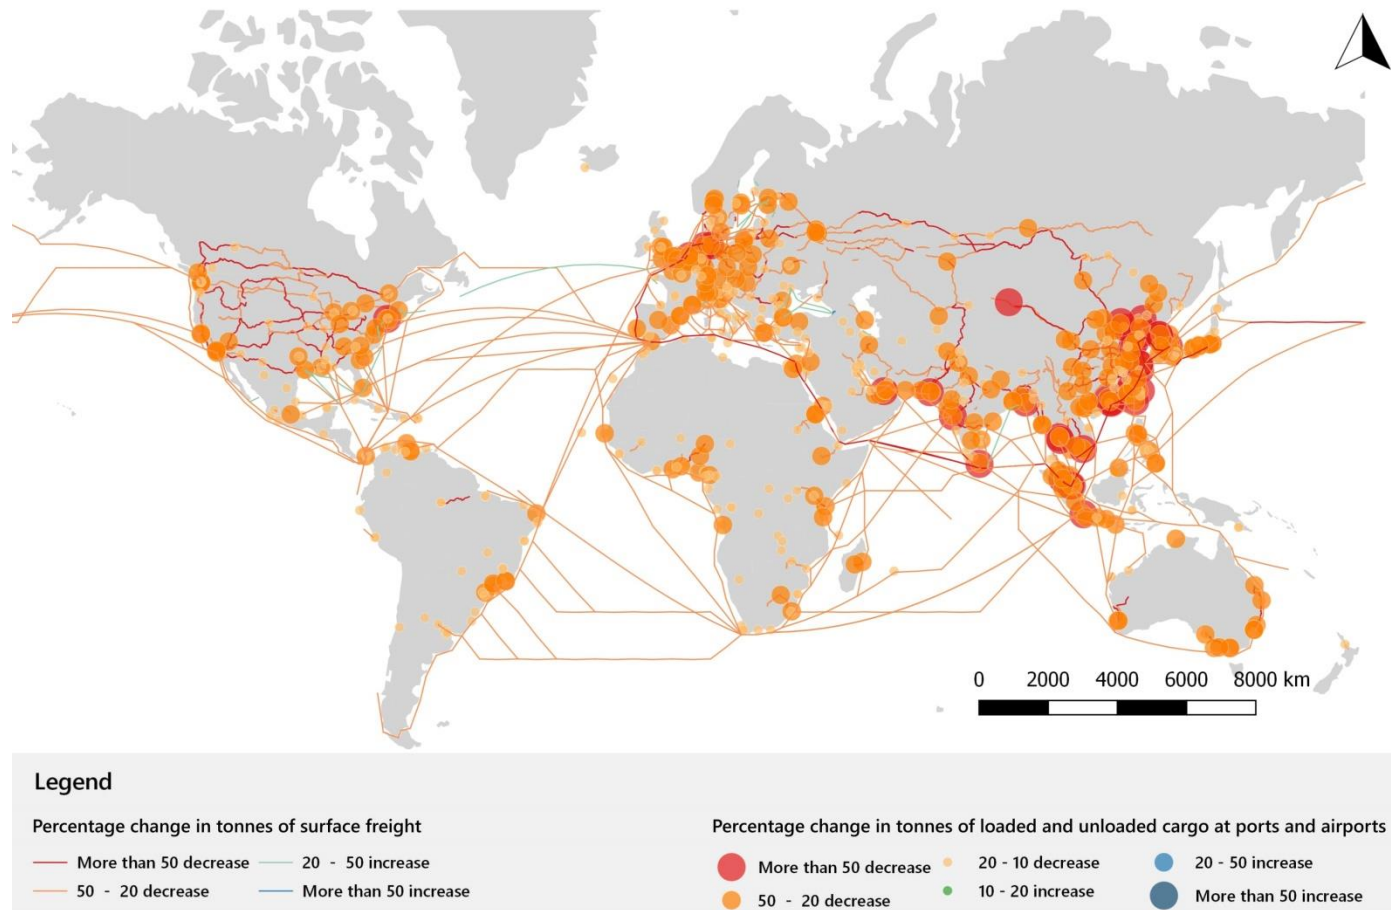 0 2000 4000 6000 8000 km
Legend
Percentage change in tonnes of surface freight
More than 50 decrease 20 - 50 increase
50 - 20 decrease More than 50 increase
Percentage change in tonnes of loaded and unloaded cargo at ports and airports
More than 50 decrease 20 - 10 decrease 20 - 50 increase
50 - 20 decrease 10 - 20 increase More than 50 increase